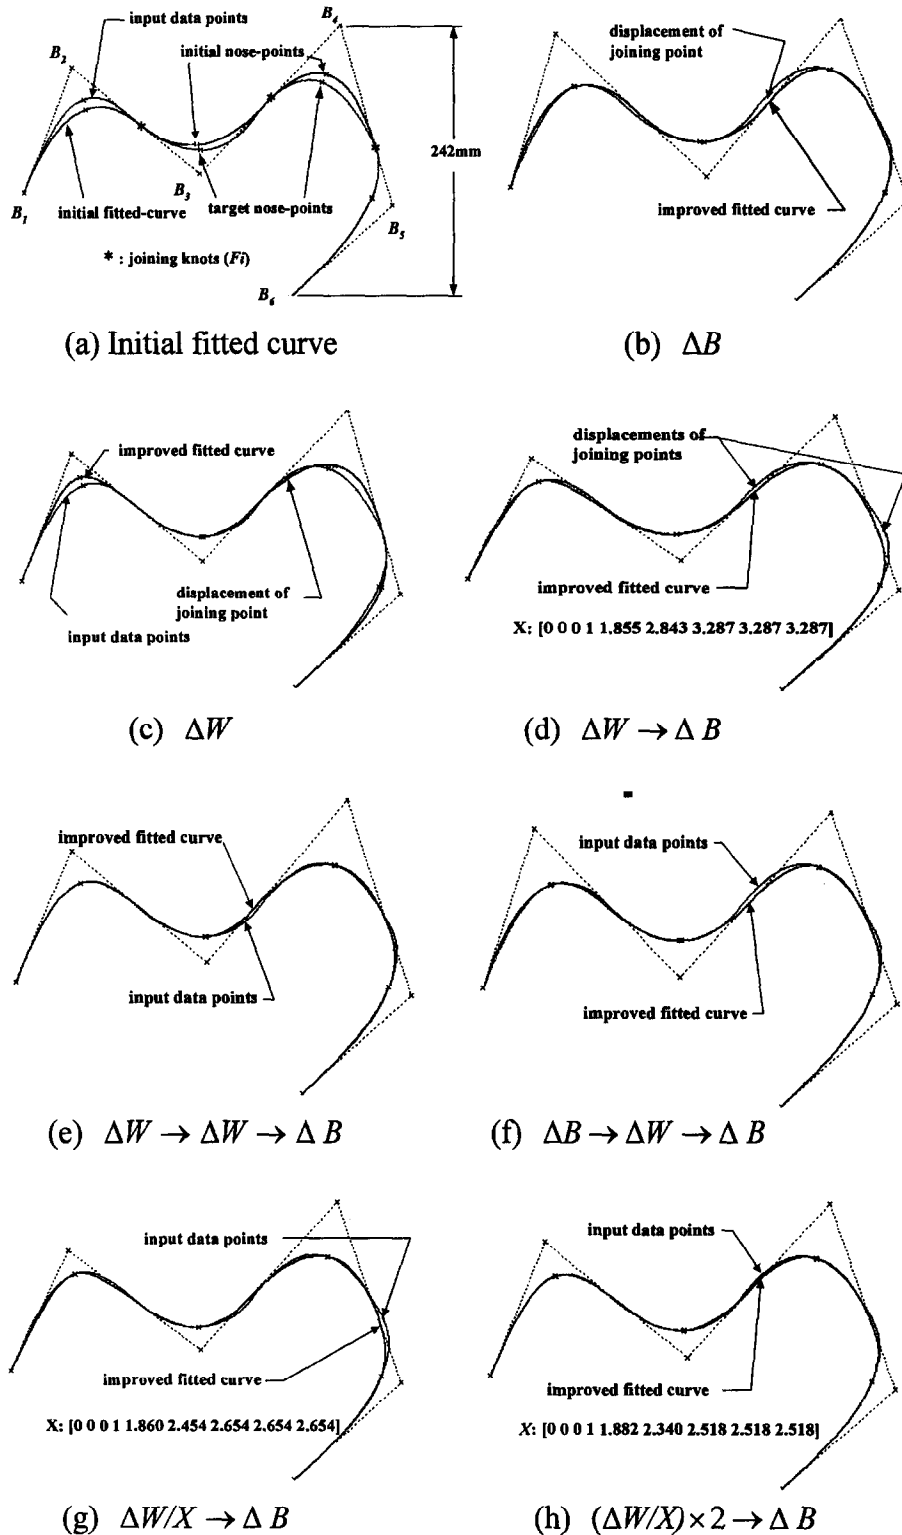 B₄
input data points
initial nose-points
B₂
242mm
B₃
B₁
initial fitted-curve
target nose-points
B₅
* : joining knots (Fi)
B₆
(a) Initial fitted curve
displacement of
joining point
improved fitted curve
(b) ΔB
improved fitted curve
displacement of
joining point
input data points
(c) ΔW
displacements of
joining points
improved fitted curve
X: [0 0 0 1 1.855 2.843 3.287 3.287 3.287]
(d) ΔW → Δ B
improved fitted curve
input data points
(e) ΔW → ΔW → Δ B
input data points
improved fitted curve
(f) ΔB → ΔW → Δ B
input data points
improved fitted curve
X: [0 0 0 1 1.860 2.454 2.654 2.654 2.654]
(g) ΔW/X → Δ B
input data points
improved fitted curve
X: [0 0 0 1 1.882 2.340 2.518 2.518 2.518]
(h) (ΔW/X)×2 → Δ B